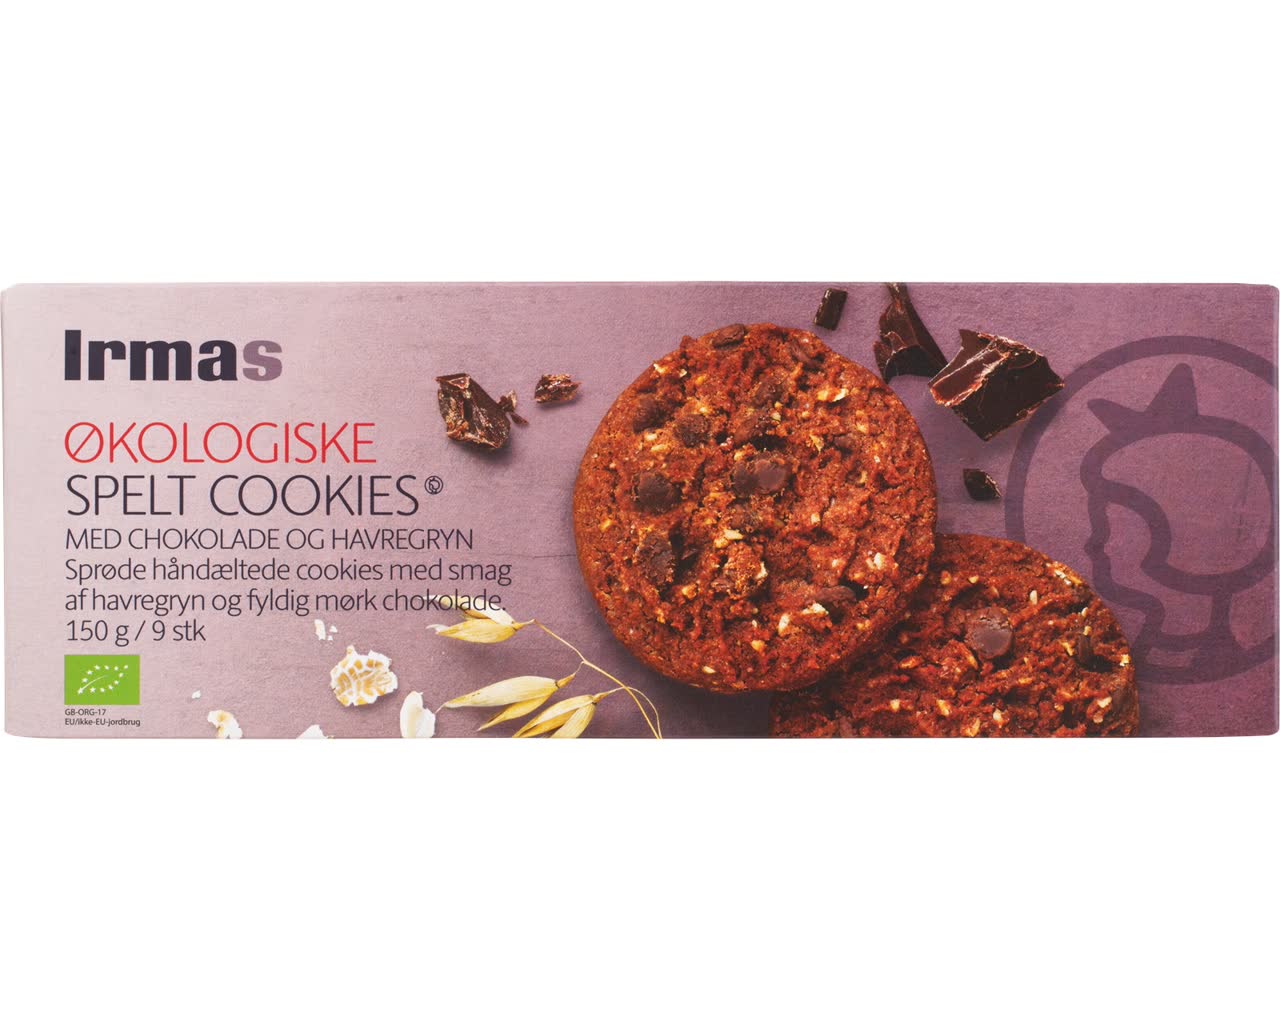 Irmas
ØKOLOGISKE
SPELT COOKIES
MED CHOKOLADE OG HAVREGRYN
Sprøde håndæltede cookies med smag
af havregryn og fyldig mørk chokolade.
150 g / 9 stk
GB-ORG-17
EU/ikke-EU-jordbrug